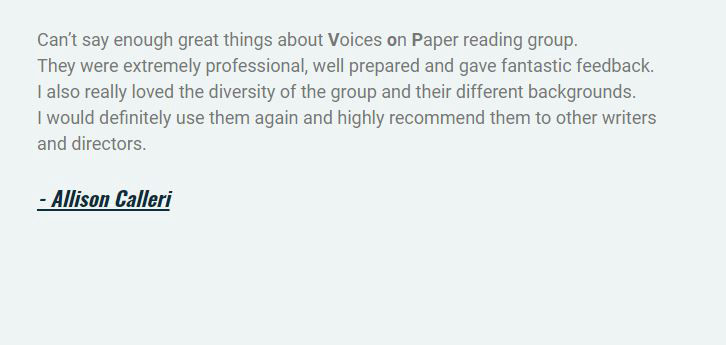 Can't say enough great things about Voices on Paper reading group.
They were extremely professional, well prepared and gave fantastic feedback.
I also really loved the diversity of the group and their different backgrounds.
I would definitely use them again and highly recommend them to other writers
and directors.
- Allison Calleri